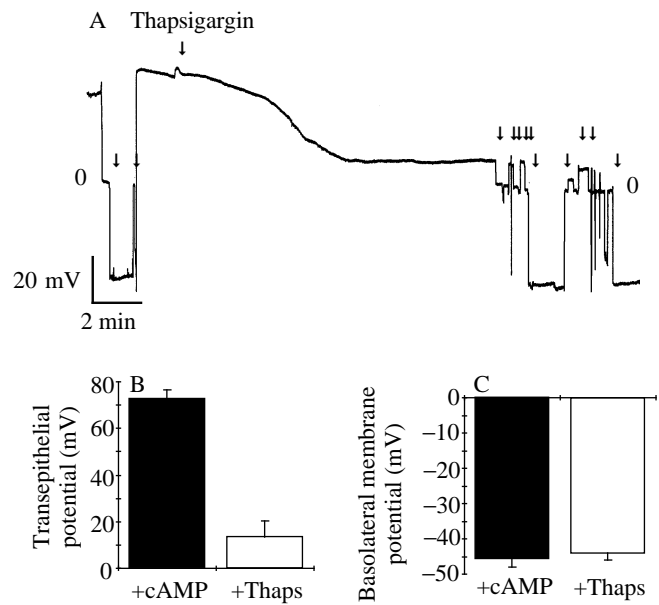 A Thapsigargin
0
0
20 mV
2 min
B
Transepithelial
potential (mV)
80
60
40
20
0
+cAMP +Thaps
C
Basolateral membrane
potential (mV)
0
−10
−20
−30
−40
−50
+cAMP +Thaps